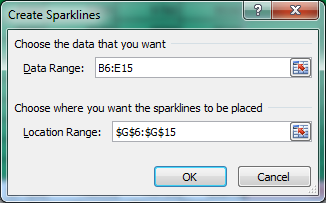 Create Sparklines
?
Choose the data that you want
Data Range: B6:E15
Choose where you want the sparklines to be placed
Location Range: $G$6:$G$15
OK Cancel